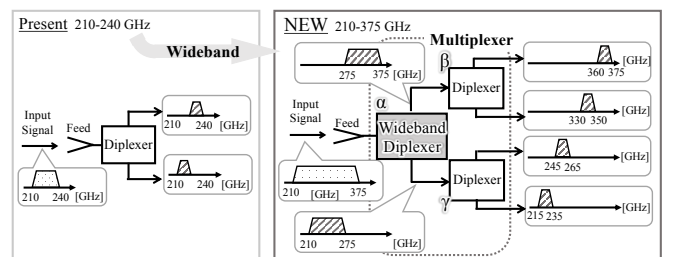 Present 210-240 GHz
Wideband
Input
Signal
Feed
Diplexer
210 240 [GHz]
210 240 [GHz]
210 240 [GHz]
NEW 210-375 GHz
Multiplexer
275 375 [GHz]
α
β
γ
Input
Signal
Feed
Wideband
Diplexer
210 [GHz] 375
210 275 [GHz]
Diplexer
Diplexer
[GHz]
360 375
[GHz]
330 350
[GHz]
245 265
[GHz]
215 235